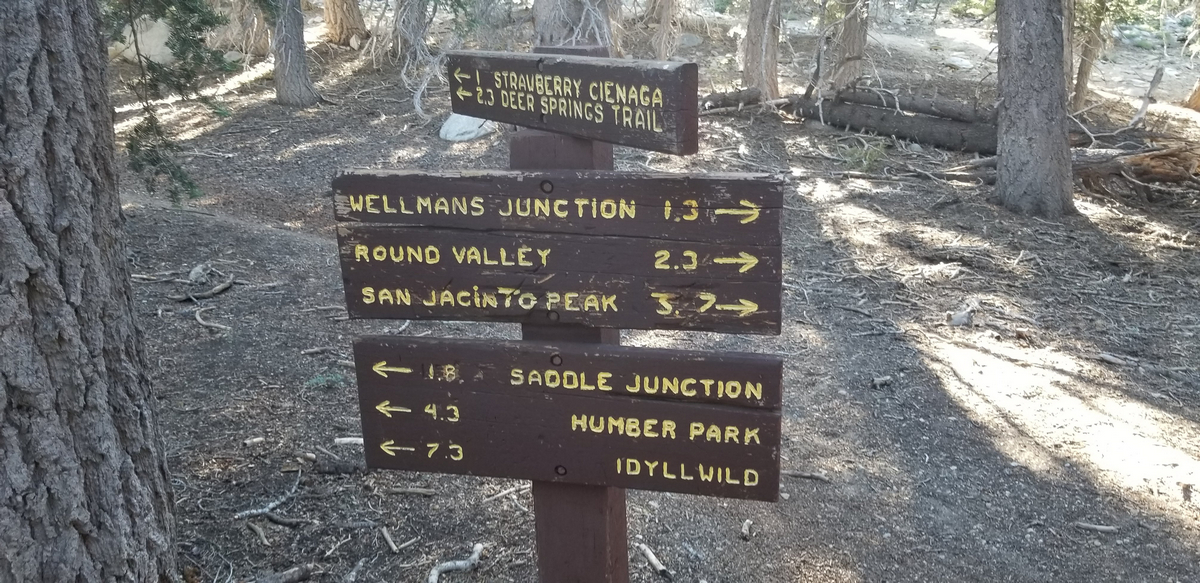 ← 1 STRAWBERRY CIENAGA
← 2.3 DEER SPRINGS TRAIL
WELLMANS JUNCTION 1.3 →
ROUND VALLEY 2.3 →
SAN JACiNTO PEAK 3.7 →
← 1.8 SADDLE JUNCTION
← 4.3 HUMBER PARK
← 7.3 IDYLLWILD